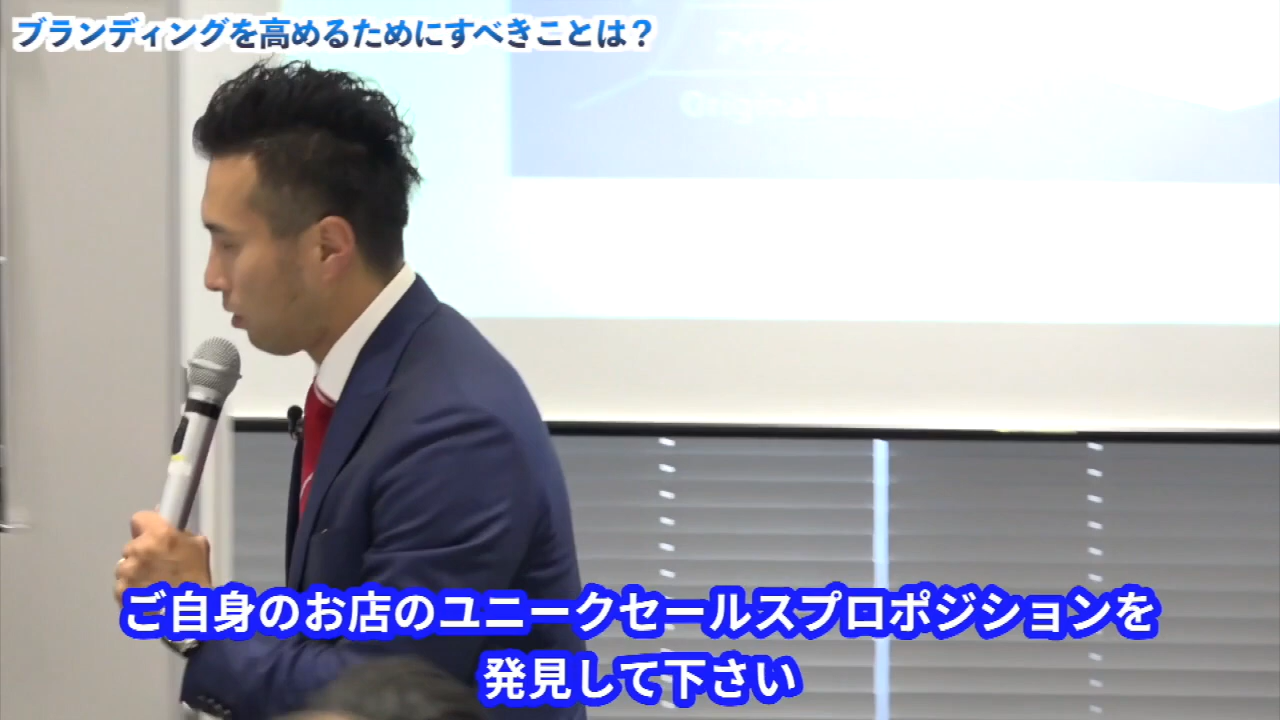 ブランディングを高めるためにすべきことは？
Original
ご自身のお店のユニークセールスプロポジションを
発見して下さい